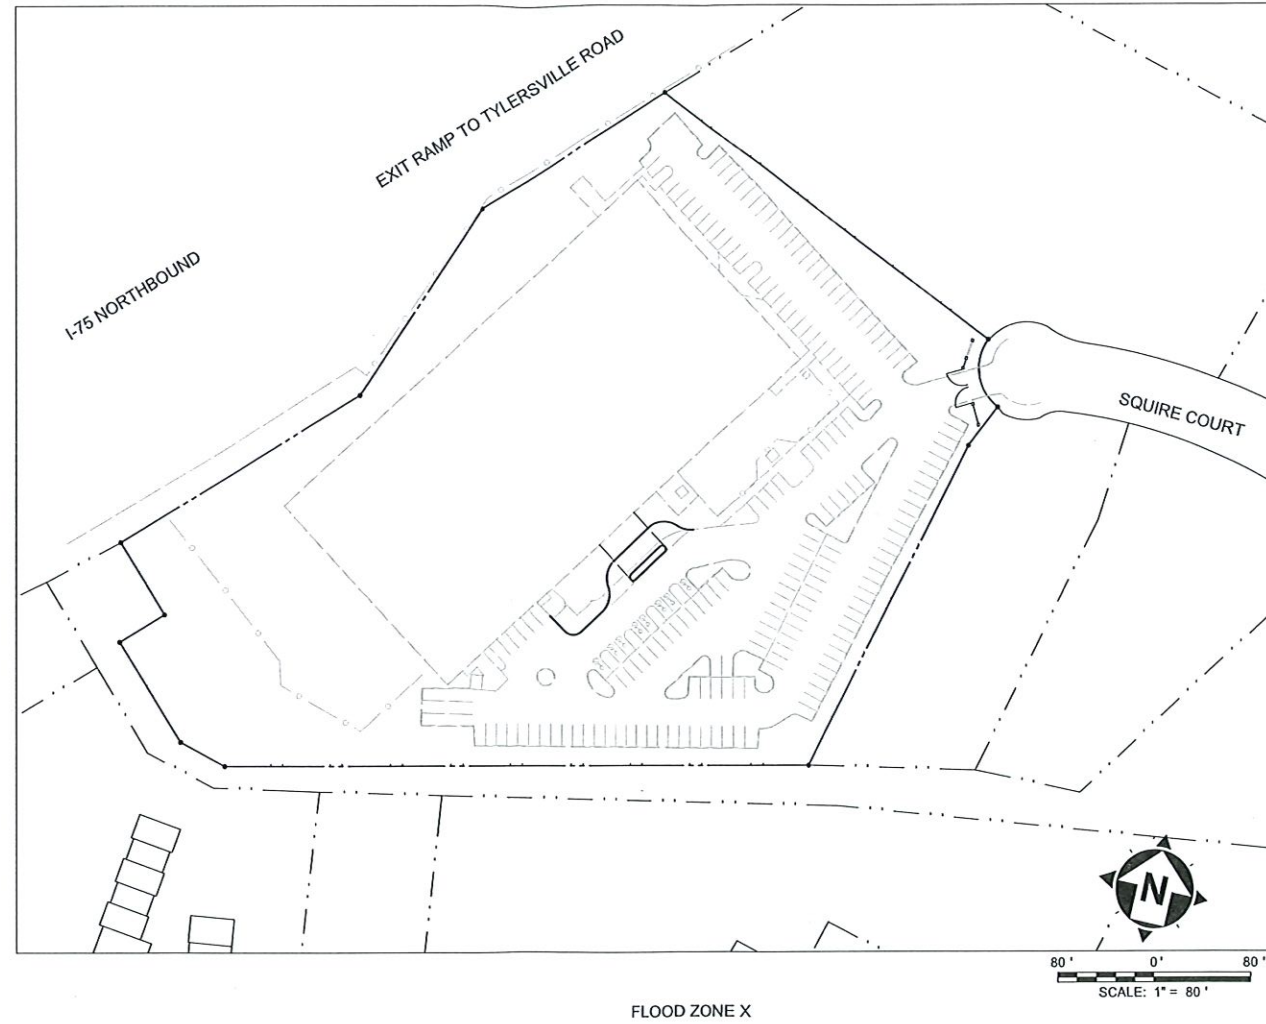 EXIT RAMP TO TYLERSVILLE ROAD
I-75 NORTHBOUND
SQUIRE COURT
N
80 ' 0' 80 '
SCALE: 1" = 80 '
FLOOD ZONE X